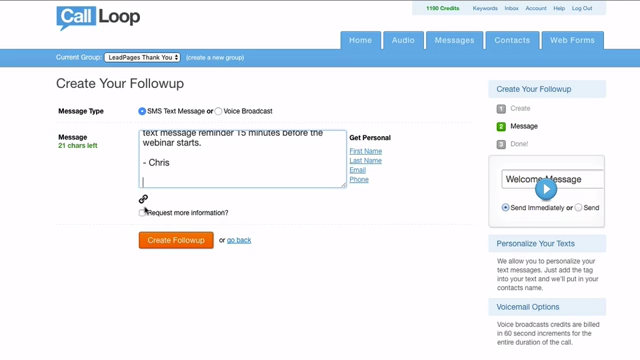 Call Loop
1190 Credits Keywords Inbox Account Help Log Out
Home Audio Messages Contacts Web Forms
Current Group: LeadPages Thank You (create a new group)
Create Your Followup
Message Type SMS Text Message or Voice Broadcast
Message
21 chars left
text message reminder 15 minutes before the
webinar starts.
- Chris
Get Personal
First Name
Last Name
Email
Phone
Request more information?
Create Followup or go back
Create Your Followup
1 Create
2 Message
3 Done!
Welcome Message
Send Immediately or Send
Personalize Your Texts
We allow you to personalize your
text messages. Just add the tag
into your text and we'll put in your
contacts name.
Voicemail Options
Voice broadcasts credits are billed
in 60 second increments for the
entire duration of the call.